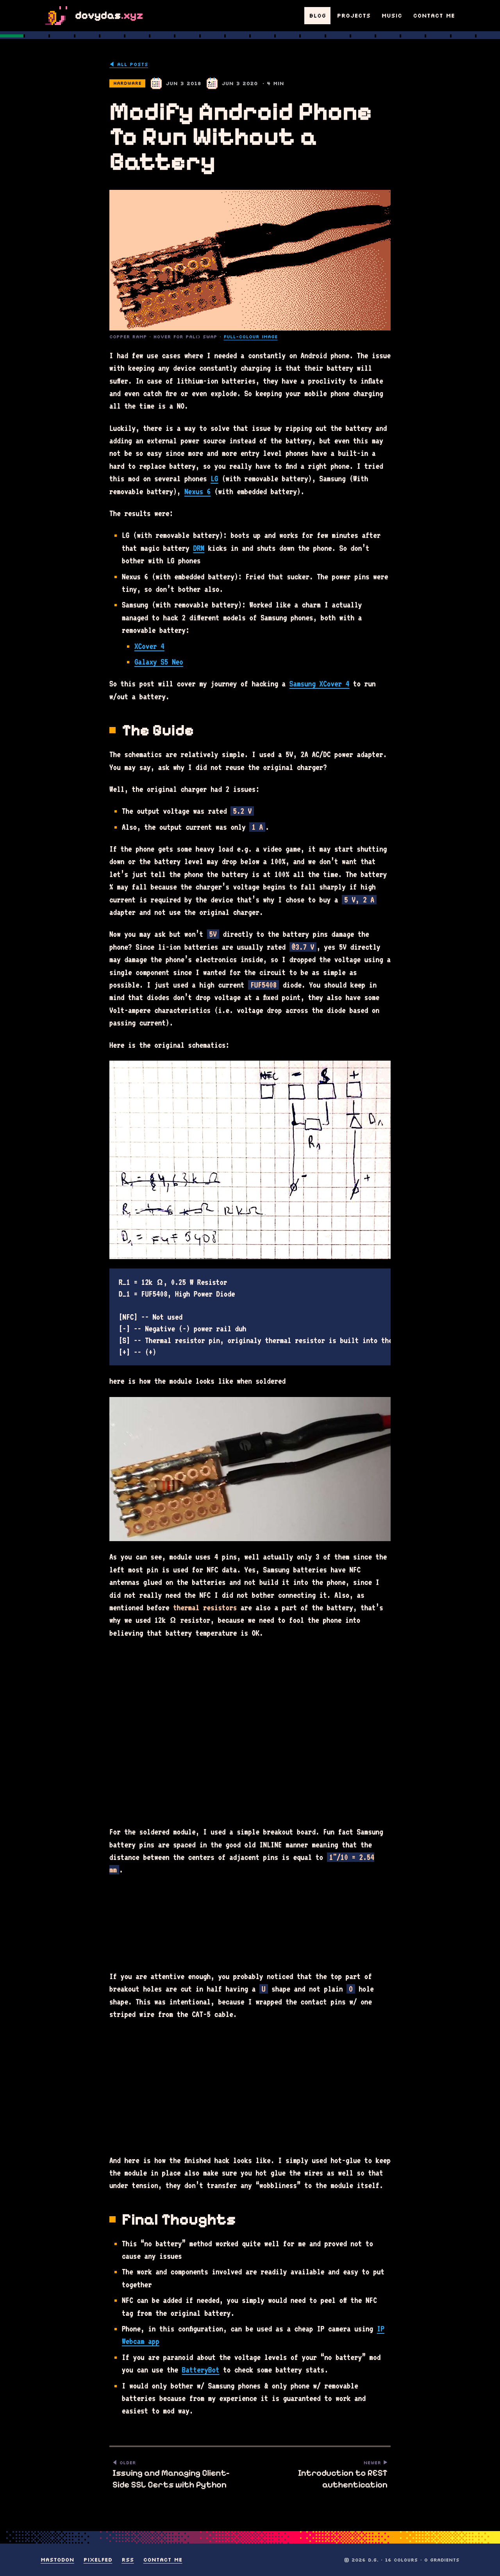 dovydas.xyz
BLOG PROJECTS MUSIC CONTACT ME
◀ ALL POSTS
HARDWARE JUN 3 2018 JUN 3 2020 · 4 MIN
Modify Android Phone
To Run Without a
Battery
COPPER RAMP · HOVER FOR PAL() SWAP · FULL-COLOUR IMAGE
I had few use cases where I needed a constantly on Android phone. The issue
with keeping any device constantly charging is that their battery will
suffer. In case of lithium-ion batteries, they have a proclivity to inflate
and even catch fire or even explode. So keeping your mobile phone charging
all the time is a NO.
Luckily, there is a way to solve that issue by ripping out the battery and
adding an external power source instead of the battery, but even this may
not be so easy since more and more entry level phones have a built-in a
hard to replace battery, so you really have to find a right phone. I tried
this mod on several phones LG (with removable battery), Samsung (With
removable battery), Nexus 6 (with embedded battery).
The results were:
LG (with removable battery): boots up and works for few minutes after
that magic battery DRM kicks in and shuts down the phone. So don't
bother with LG phones
Nexus 6 (with embedded battery): Fried that sucker. The power pins were
tiny, so don't bother also.
Samsung (with removable battery): Worked like a charm I actually
managed to hack 2 different models of Samsung phones, both with a
removable battery:
XCover 4
Galaxy S5 Neo
So this post will cover my journey of hacking a Samsung XCover 4 to run
w/out a battery.
The Guide
The schematics are relatively simple. I used a 5V, 2A AC/DC power adapter.
You may say, ask why I did not reuse the original charger?
Well, the original charger had 2 issues:
The output voltage was rated 5.2 V
Also, the output current was only 1 A.
If the phone gets some heavy load e.g. a video game, it may start shutting
down or the battery level may drop below a 100%, and we don't want that
let's just tell the phone the battery is at 100% all the time. The battery
% may fall because the charger's voltage begins to fall sharply if high
current is required by the device that's why I chose to buy a 5 V, 2 A
adapter and not use the original charger.
Now you may ask but won't 5V directly to the battery pins damage the
phone? Since li-ion batteries are usually rated @3.7 V, yes 5V directly
may damage the phone's electronics inside, so I dropped the voltage using a
single component since I wanted for the circuit to be as simple as
possible. I just used a high current FUF5408 diode. You should keep in
mind that diodes don't drop voltage at a fixed point, they also have some
Volt-ampere characteristics (i.e. voltage drop across the diode based on
passing current).
Here is the original schematics:
NFC - S +
R1 D1
- +
R1 = 12k Ω
D1 = FUF 5408
R_1 = 12k Ω, 0.25 W Resistor
D_1 = FUF5408, High Power Diode
[NFC] -- Not used
[-] -- Negative (-) power rail duh
[S] -- Thermal resistor pin, originaly thermal resistor is built into the
[+] -- (+)
here is how the module looks like when soldered
As you can see, module uses 4 pins, well actually only 3 of them since the
left most pin is used for NFC data. Yes, Samsung batteries have NFC
antennas glued on the batteries and not build it into the phone, since I
did not really need the NFC I did not bother connecting it. Also, as
mentioned before thermal resistors are also a part of the battery, that's
why we used 12k Ω resistor, because we need to fool the phone into
believing that battery temperature is OK.
For the soldered module, I used a simple breakout board. Fun fact Samsung
battery pins are spaced in the good old INLINE manner meaning that the
distance between the centers of adjacent pins is equal to 1"/10 = 2.54
mm.
If you are attentive enough, you probably noticed that the top part of
breakout holes are cut in half having a U shape and not plain O hole
shape. This was intentional, because I wrapped the contact pins w/ one
striped wire from the CAT-5 cable.
And here is how the finished hack looks like. I simply used hot-glue to keep
the module in place also make sure you hot glue the wires as well so that
under tension, they don't transfer any "wobbliness" to the module itself.
Final Thoughts
This "no battery" method worked quite well for me and proved not to
cause any issues
The work and components involved are readily available and easy to put
together
NFC can be added if needed, you simply would need to peel off the NFC
tag from the original battery.
Phone, in this configuration, can be used as a cheap IP camera using IP
Webcam app
If you are paranoid about the voltage levels of your "no battery" mod
you can use the BatteryBot to check some battery stats.
I would only bother w/ Samsung phones & only phone w/ removable
batteries because from my experience it is guaranteed to work and
easiest to mod way.
◀ OLDER
Issuing and Managing Client-
Side SSL Certs with Python
NEWER ▶
Introduction to REST
authentication
MASTODON PIXELFED RSS CONTACT ME
© 2026 D.G. · 16 COLOURS · 0 GRADIENTS